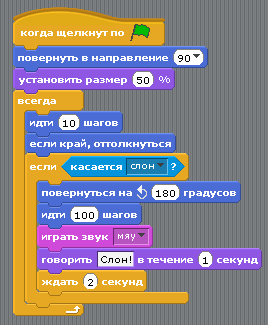 когда щелкнут по
повернуть в направление 90
установить размер 50 %
всегда
идти 10 шагов
если край, оттолкнуться
если касается слон ?
повернуться на 180 градусов
идти 100 шагов
играть звук мяу
говорить Слон! в течение 1 секунд
ждать 2 секунд